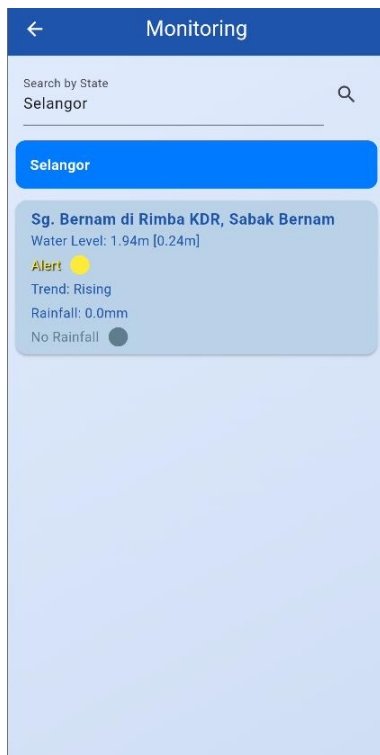 Monitoring
Search by State
Selangor
Selangor
Sg. Bernam di Rimba KDR, Sabak Bernam
Water Level: 1.94m [0.24m]
Alert
Trend: Rising
Rainfall: 0.0mm
No Rainfall